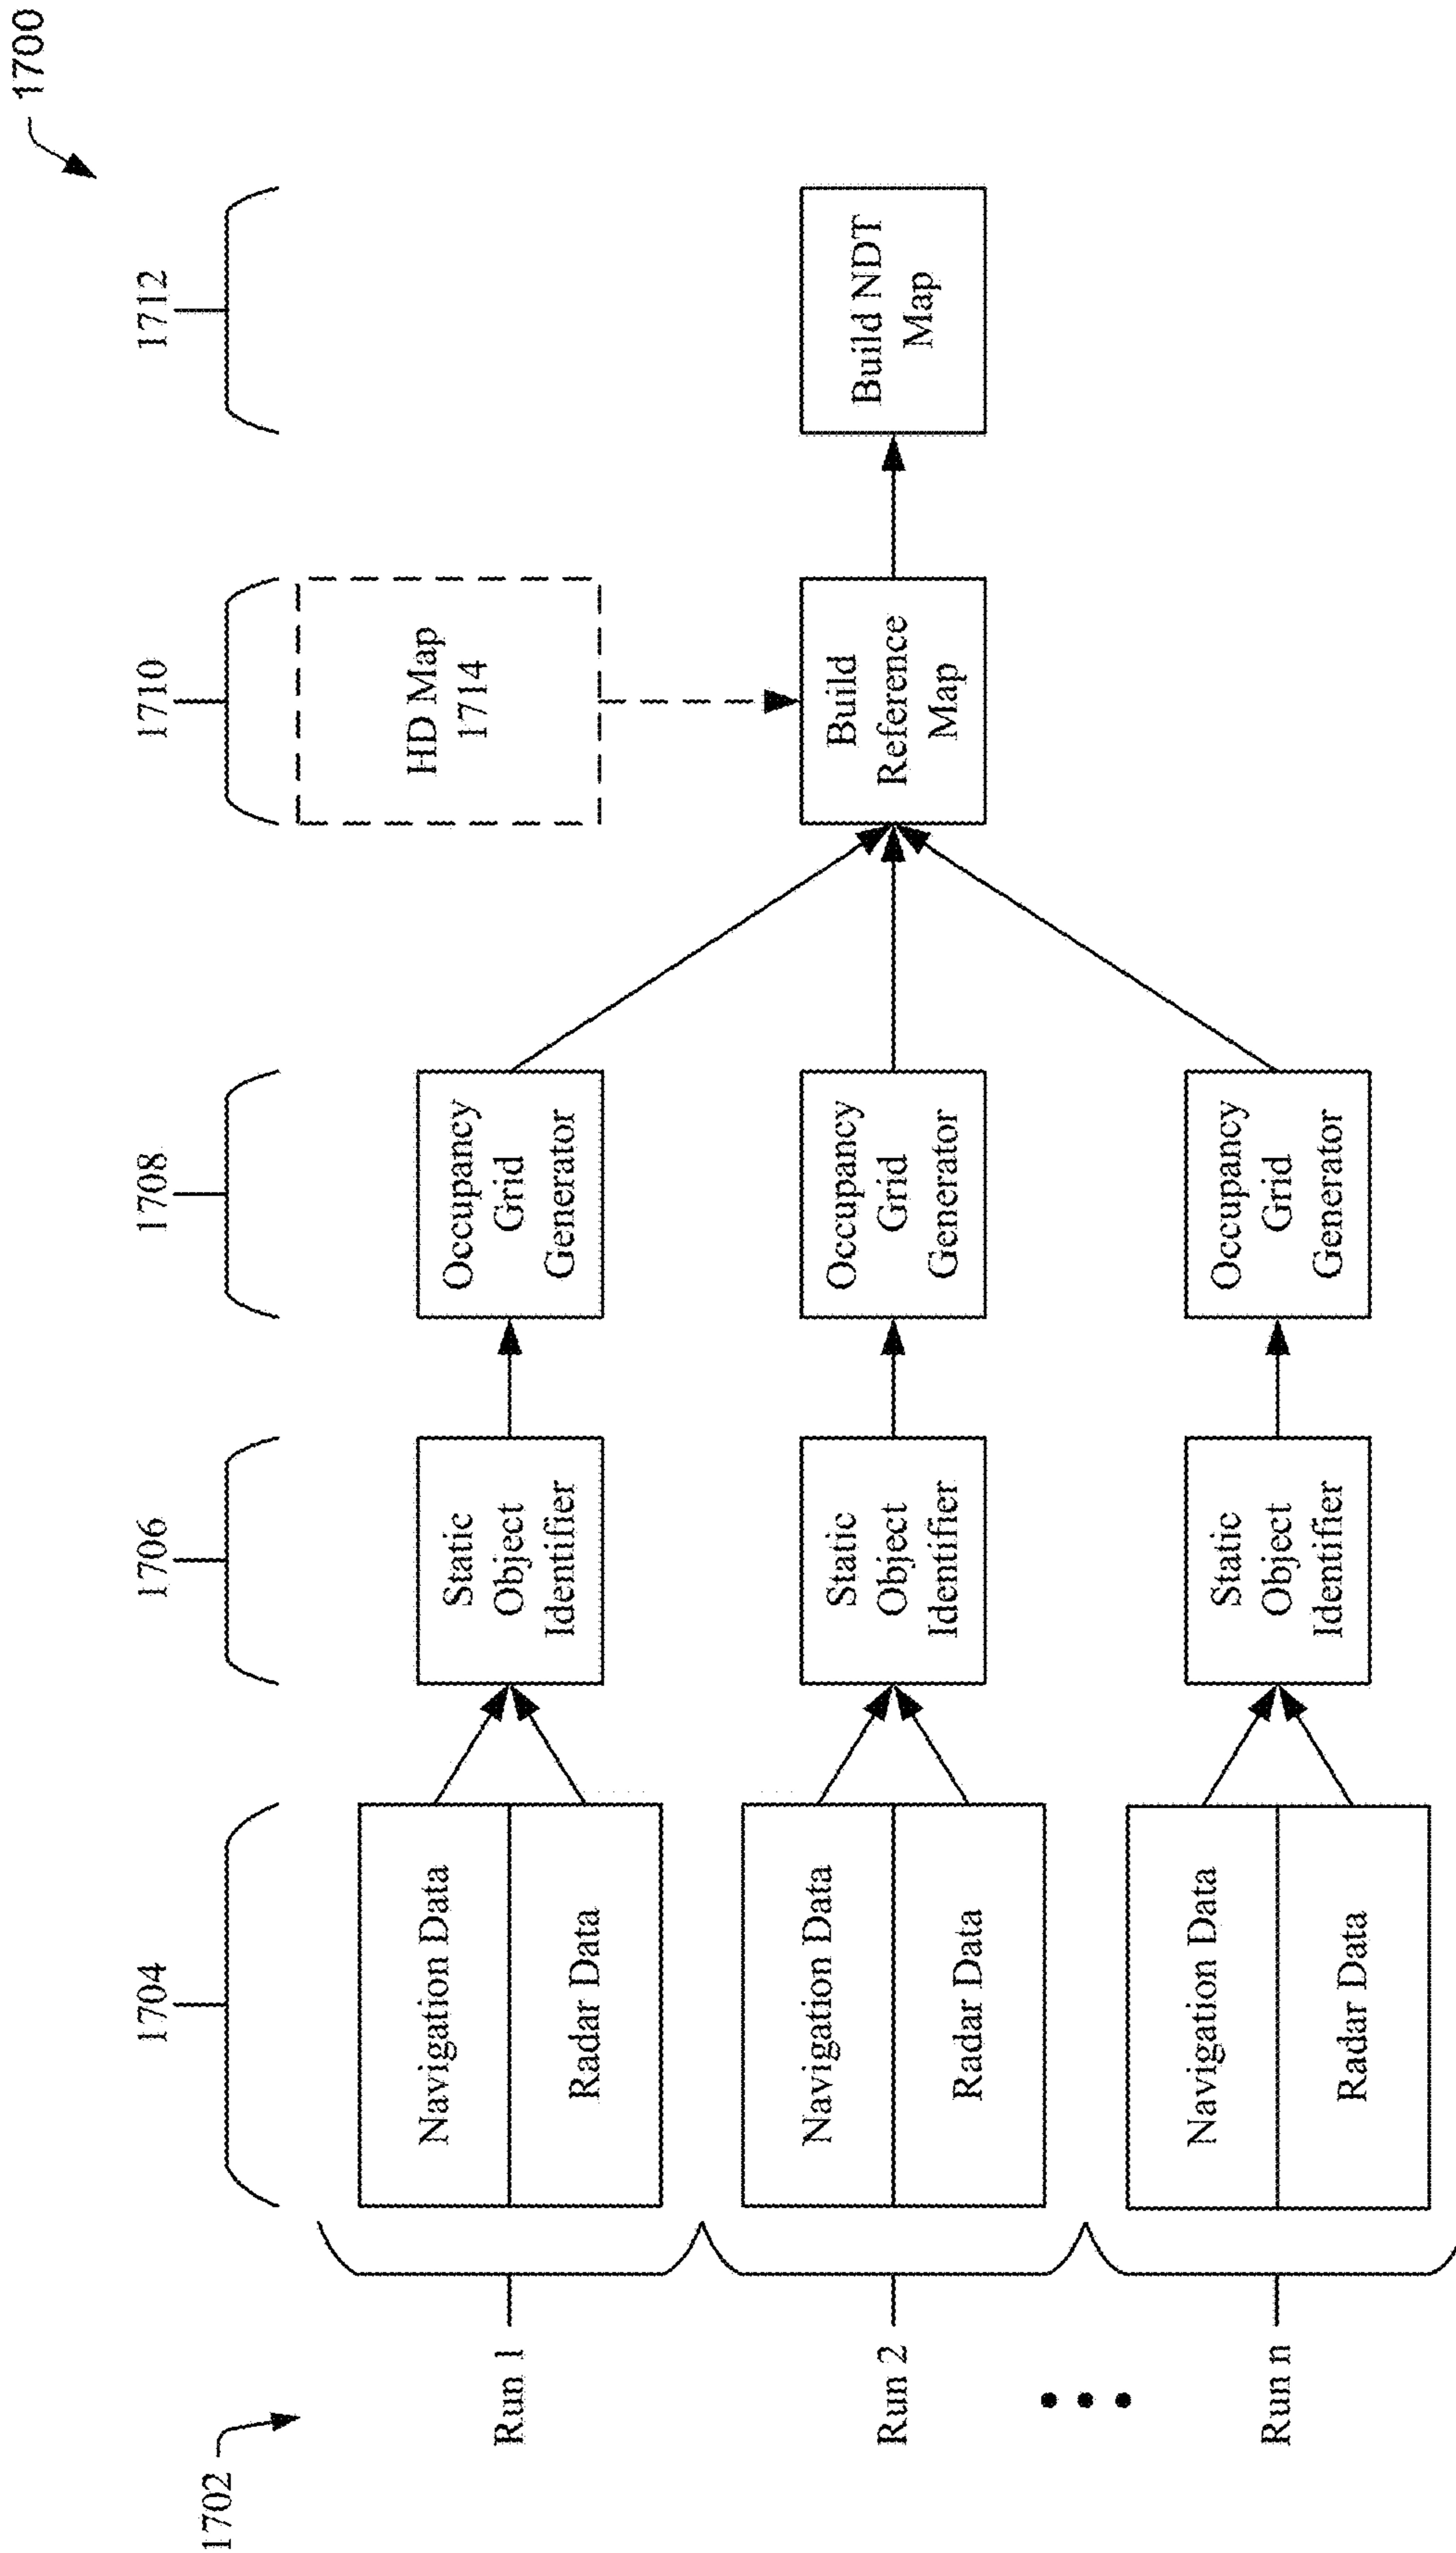 1700
1702
1704
1706
1708
1710
1712
Run 1
Navigation Data
Radar Data
Static
Object
Identifier
Occupancy
Grid
Generator
HD Map
1714
Run 2
Navigation Data
Radar Data
Static
Object
Identifier
Occupancy
Grid
Generator
Build
Reference
Map
Build NDT
Map
Run n
Navigation Data
Radar Data
Static
Object
Identifier
Occupancy
Grid
Generator